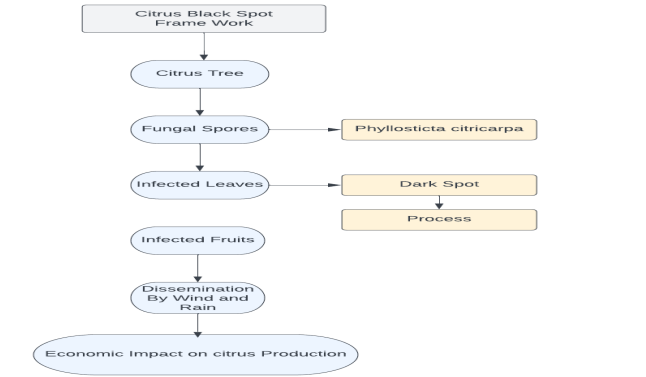 Citrus Black Spot
Frame Work
Citrus Tree
Fungal Spores
Phyllosticta citricarpa
Infected Leaves
Dark Spot
Process
Infected Fruits
Dissemination
By Wind and
Rain
Economic Impact on citrus Production